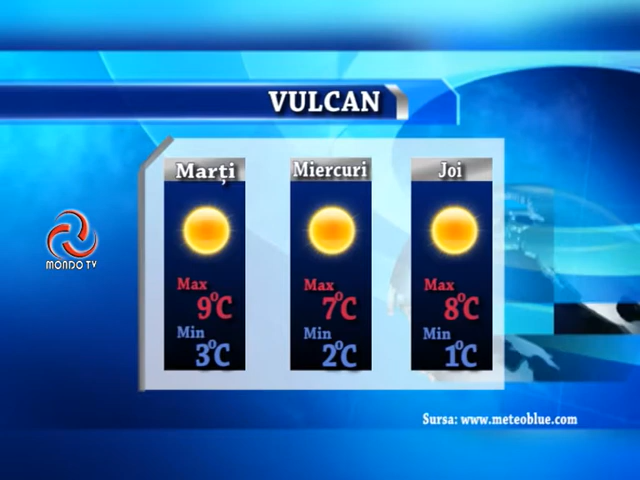 VULCAN
Marți
Miercuri
Joi
Max
9°C
Min
3°C
Max
7°C
Min
2°C
Max
8°C
Min
1°C
MONDO TV
Sursa: www.meteoblue.com